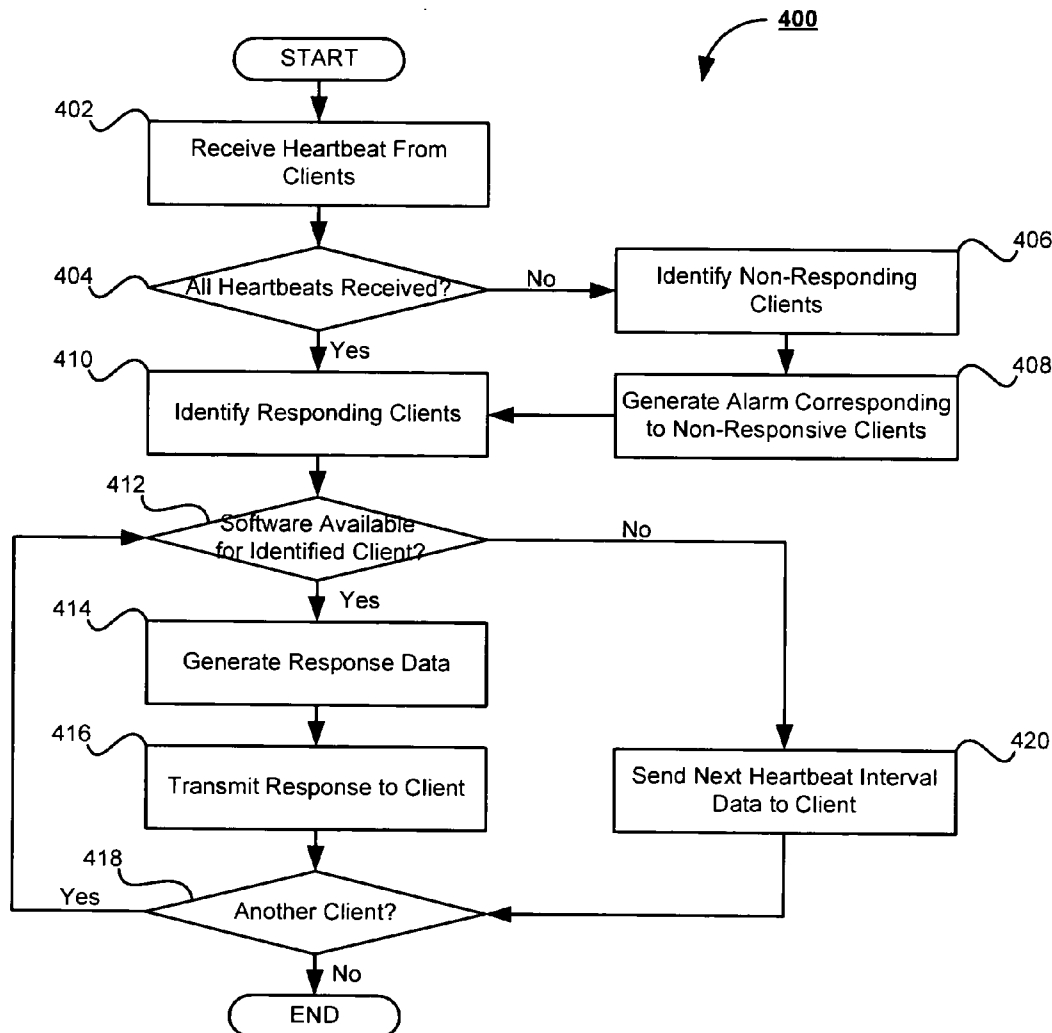 400
START
402
Receive Heartbeat From
Clients
404
All Heartbeats Received?
No
406
Identify Non-Responding
Clients
Yes
410
Identify Responding Clients
408
Generate Alarm Corresponding
to Non-Responsive Clients
412
Software Available
for Identified Client?
No
Yes
414
Generate Response Data
416
Transmit Response to Client
420
Send Next Heartbeat Interval
Data to Client
418
Yes
Another Client?
No
END